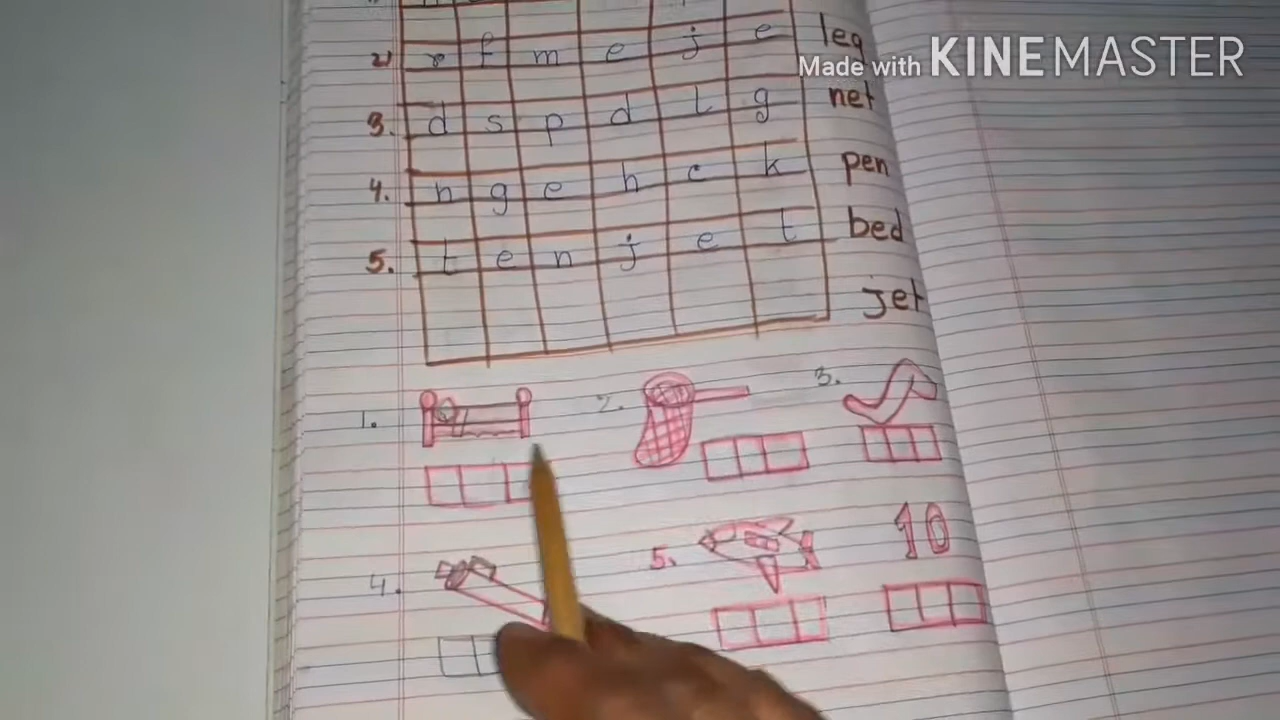 2) r f m e j e leg
Made with KINEMASTER
net
3. d s p d l g
pen
4. n g e h c k
bed
5. t e n j e t
jet
1. 2. 3.
4. 5. 10